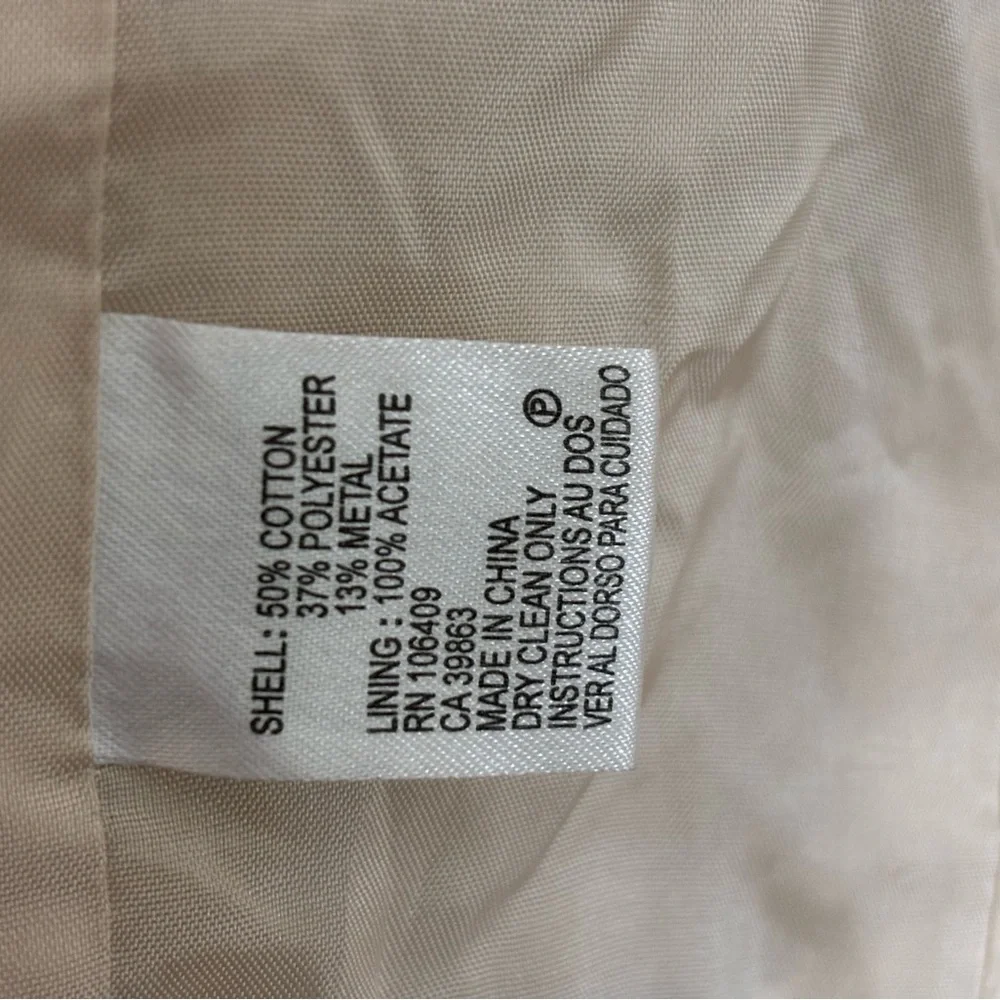 SHELL: 50% COTTON
37% POLYESTER
13% METAL
LINING : 100% ACETATE
RN 106409
CA 39863
MADE IN CHINA
DRY CLEAN ONLY Ⓟ
INSTRUCTIONS AU DOS
VER AL DORSO PARA CUIDADO